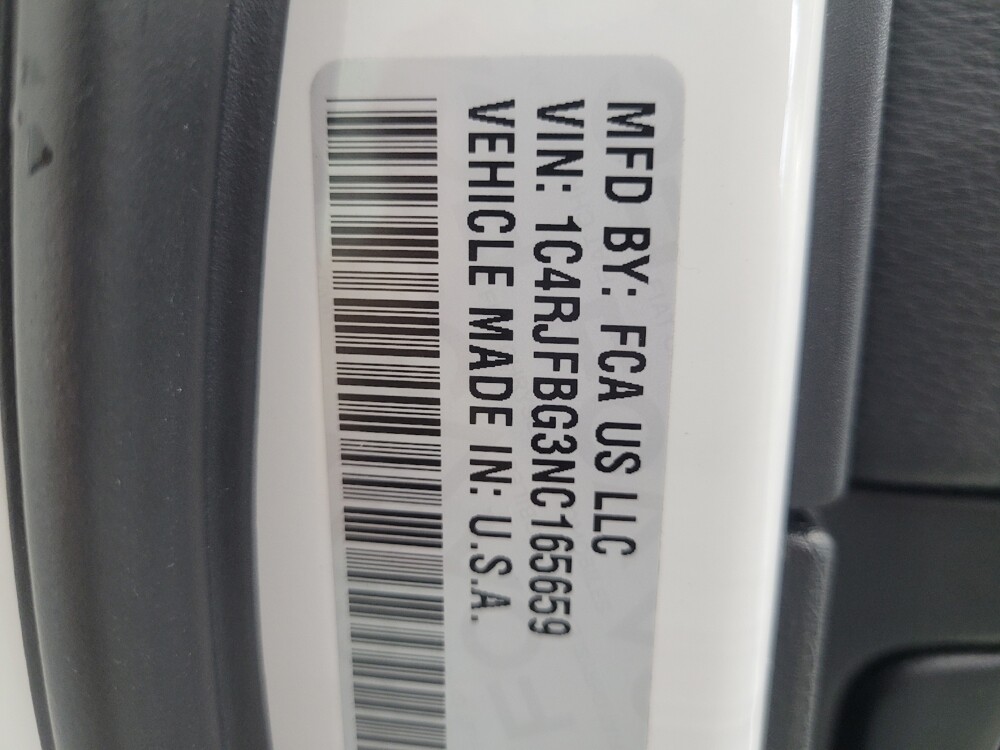 MFD BY: FCA US LLC
VIN: 1C4RJFBG3NC165659
VEHICLE MADE IN: U.S.A.